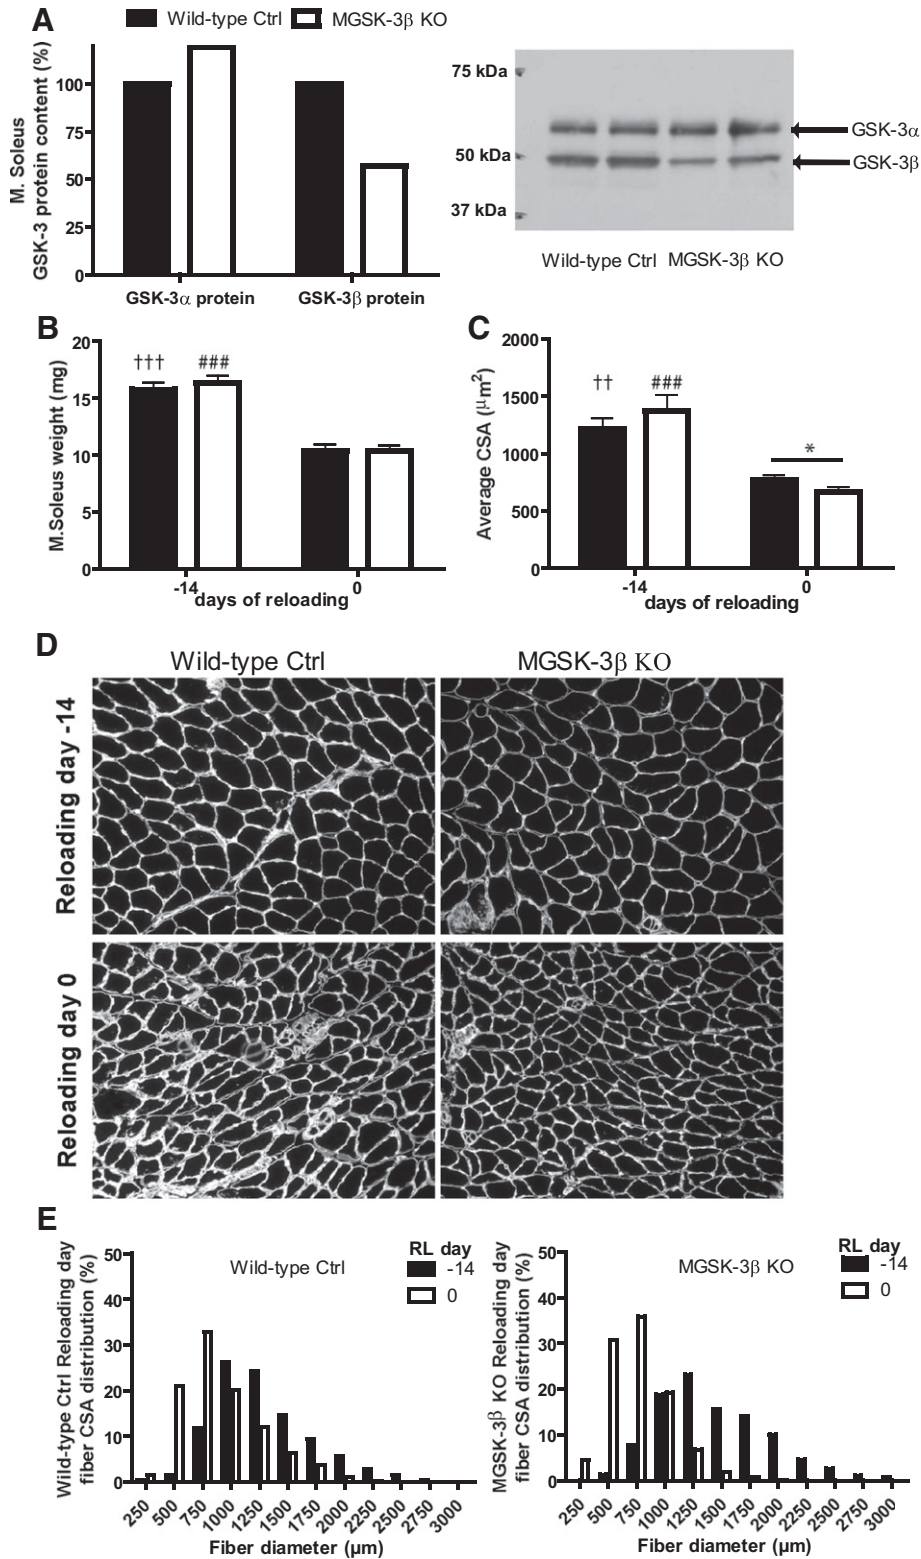 A
Wild-type Ctrl MGSK-3β KO
M. Soleus
GSK-3 protein content (%)
100
75
50
25
0
GSK-3α protein GSK-3β protein
75 kDa
50 kDa
37 kDa
GSK-3α
GSK-3β
Wild-type Ctrl MGSK-3β KO
B
M.Soleus weight (mg)
20
15
10
5
0
††† ###
-14 0
days of reloading
C
Average CSA (μm2)
2000
1500
1000
500
0
†† ###
*
-14 0
days of reloading
D
Wild-type Ctrl MGSK-3β KO
Reloading day -14
Reloading day 0
E
Wild-type Ctrl Reloading day
fiber CSA distribution (%)
50
40
30
20
10
0
Wild-type Ctrl
RL day
-14
0
250 500 750 1000 1250 1500 1750 2000 2250 2500 2750 3000
Fiber diameter (μm)
MGSK-3β KO Reloading day
fiber CSA distribution (%)
50
40
30
20
10
0
MGSK-3β KO
RL day
-14
0
250 500 750 1000 1250 1500 1750 2000 2250 2500 2750 3000
Fiber diameter (μm)